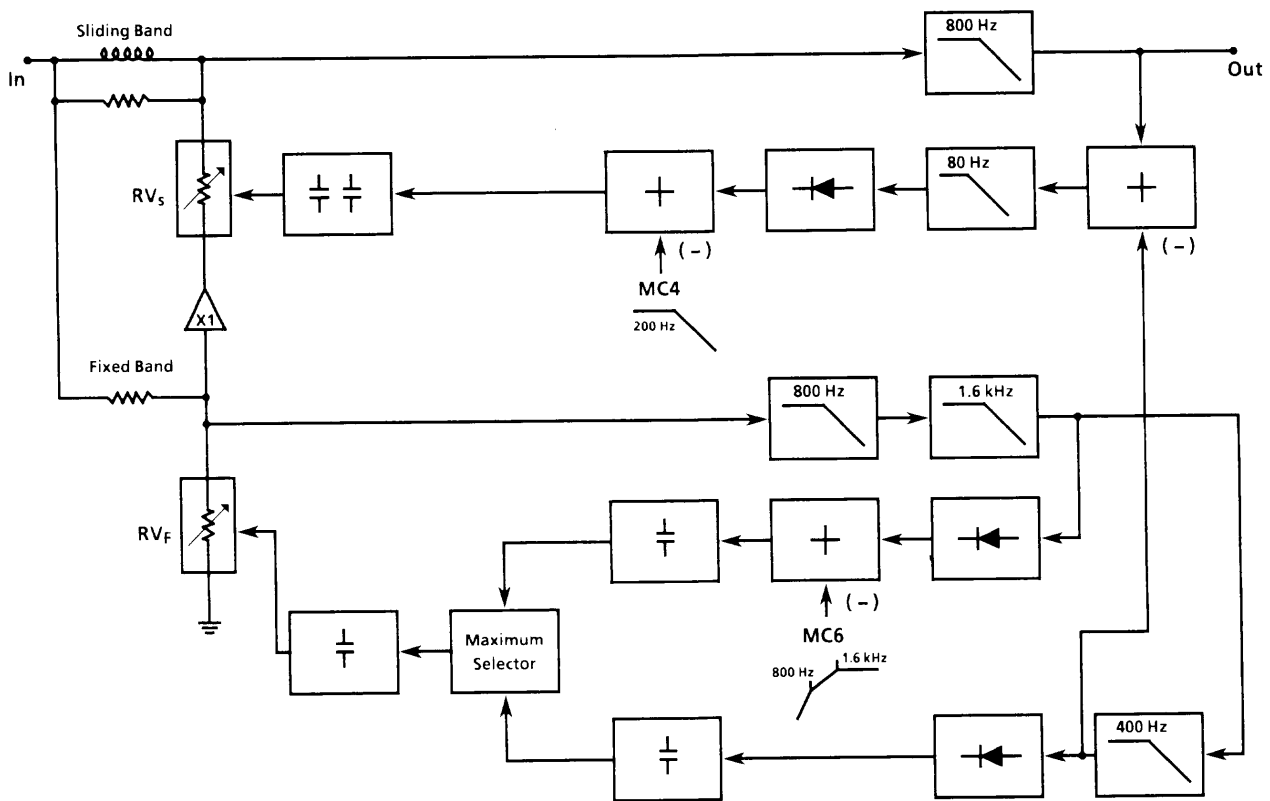 Sliding Band
800 Hz
In
Out
RVs
+
80 Hz
+
(-)
(-)
MC4
200 Hz
X1
Fixed Band
800 Hz
1.6 kHz
RVF
+
(-)
MC6
Maximum
Selector
800 Hz
1.6 kHz
400 Hz